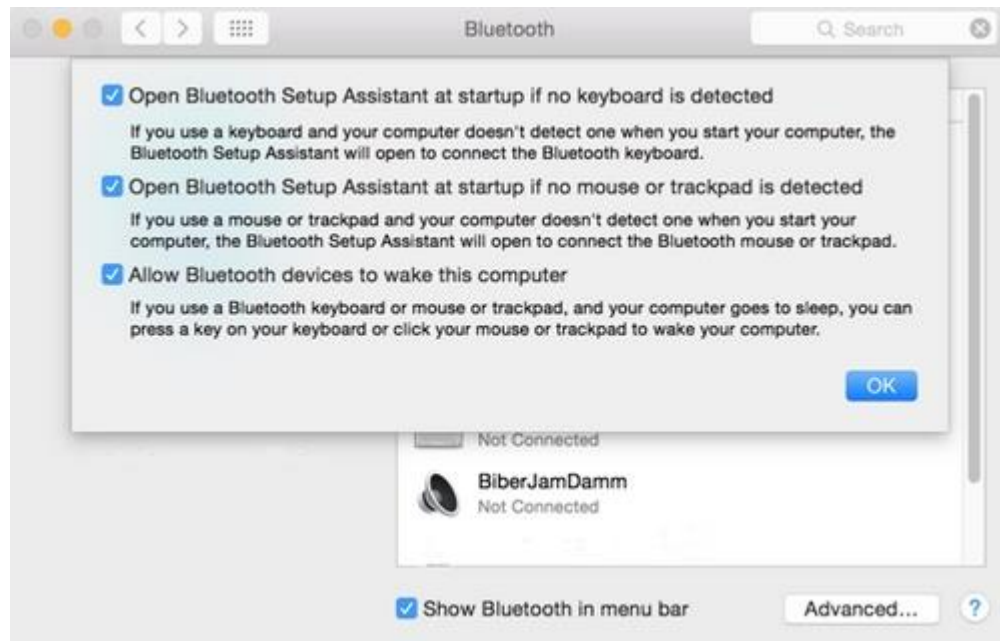 Bluetooth
Search
Open Bluetooth Setup Assistant at startup if no keyboard is detected
If you use a keyboard and your computer doesn't detect one when you start your computer, the
Bluetooth Setup Assistant will open to connect the Bluetooth keyboard.
Open Bluetooth Setup Assistant at startup if no mouse or trackpad is detected
If you use a mouse or trackpad and your computer doesn't detect one when you start your
computer, the Bluetooth Setup Assistant will open to connect the Bluetooth mouse or trackpad.
Allow Bluetooth devices to wake this computer
If you use a Bluetooth keyboard or mouse or trackpad, and your computer goes to sleep, you can
press a key on your keyboard or click your mouse or trackpad to wake your computer.
OK
Not Connected
BiberJamDamm
Not Connected
Show Bluetooth in menu bar
Advanced...
?